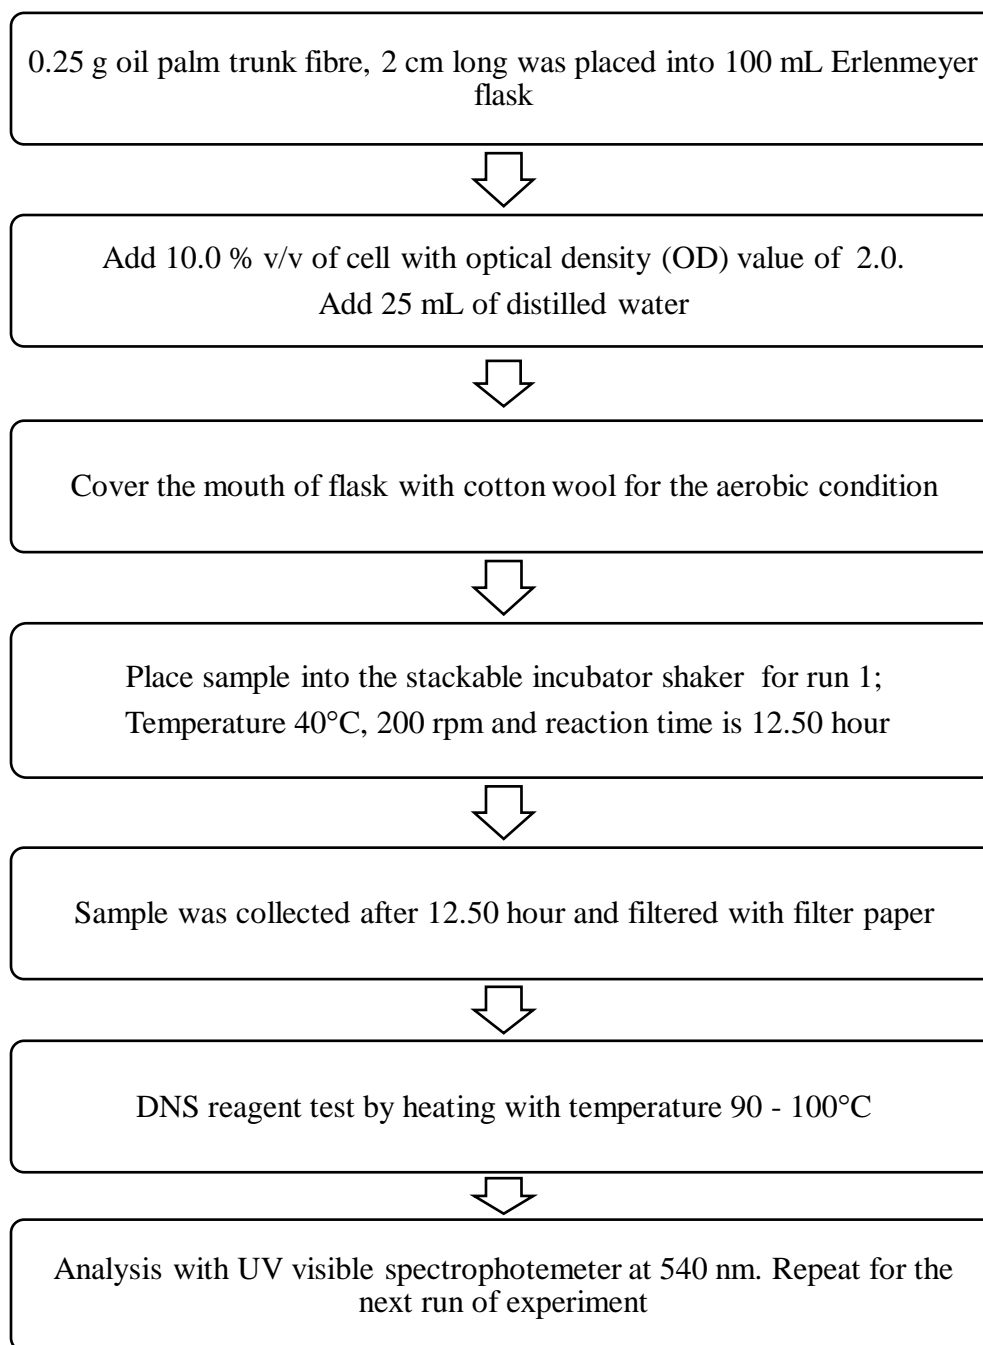 0.25 g oil palm trunk fibre, 2 cm long was placed into 100 mL Erlenmeyer
flask
Add 10.0 % v/v of cell with optical density (OD) value of 2.0.
Add 25 mL of distilled water
Cover the mouth of flask with cotton wool for the aerobic condition
Place sample into the stackable incubator shaker for run 1;
Temperature 40°C, 200 rpm and reaction time is 12.50 hour
Sample was collected after 12.50 hour and filtered with filter paper
DNS reagent test by heating with temperature 90 - 100°C
Analysis with UV visible spectrophotemeter at 540 nm. Repeat for the
next run of experiment